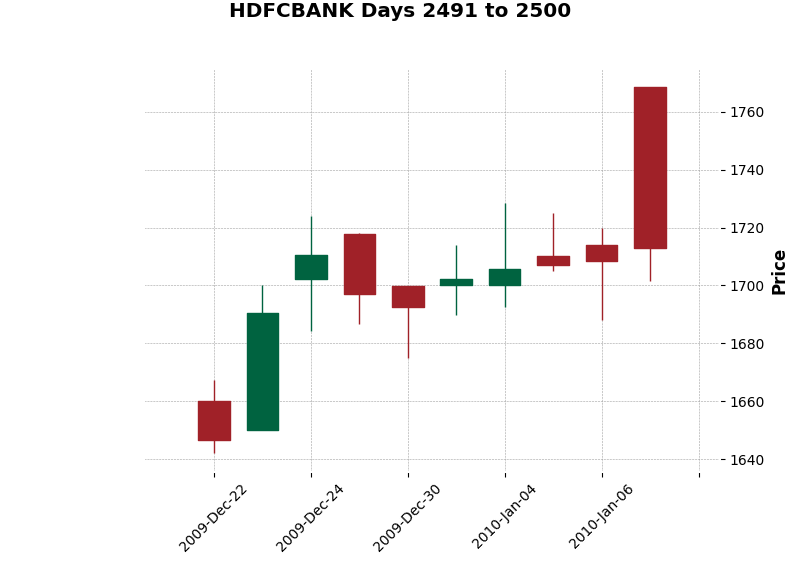 HDFCBANK Days 2491 to 2500
1760
1740
1720
1700
1680
1660
1640
Price
2009-Dec-22
2009-Dec-24
2009-Dec-30
2010-Jan-04
2010-Jan-06